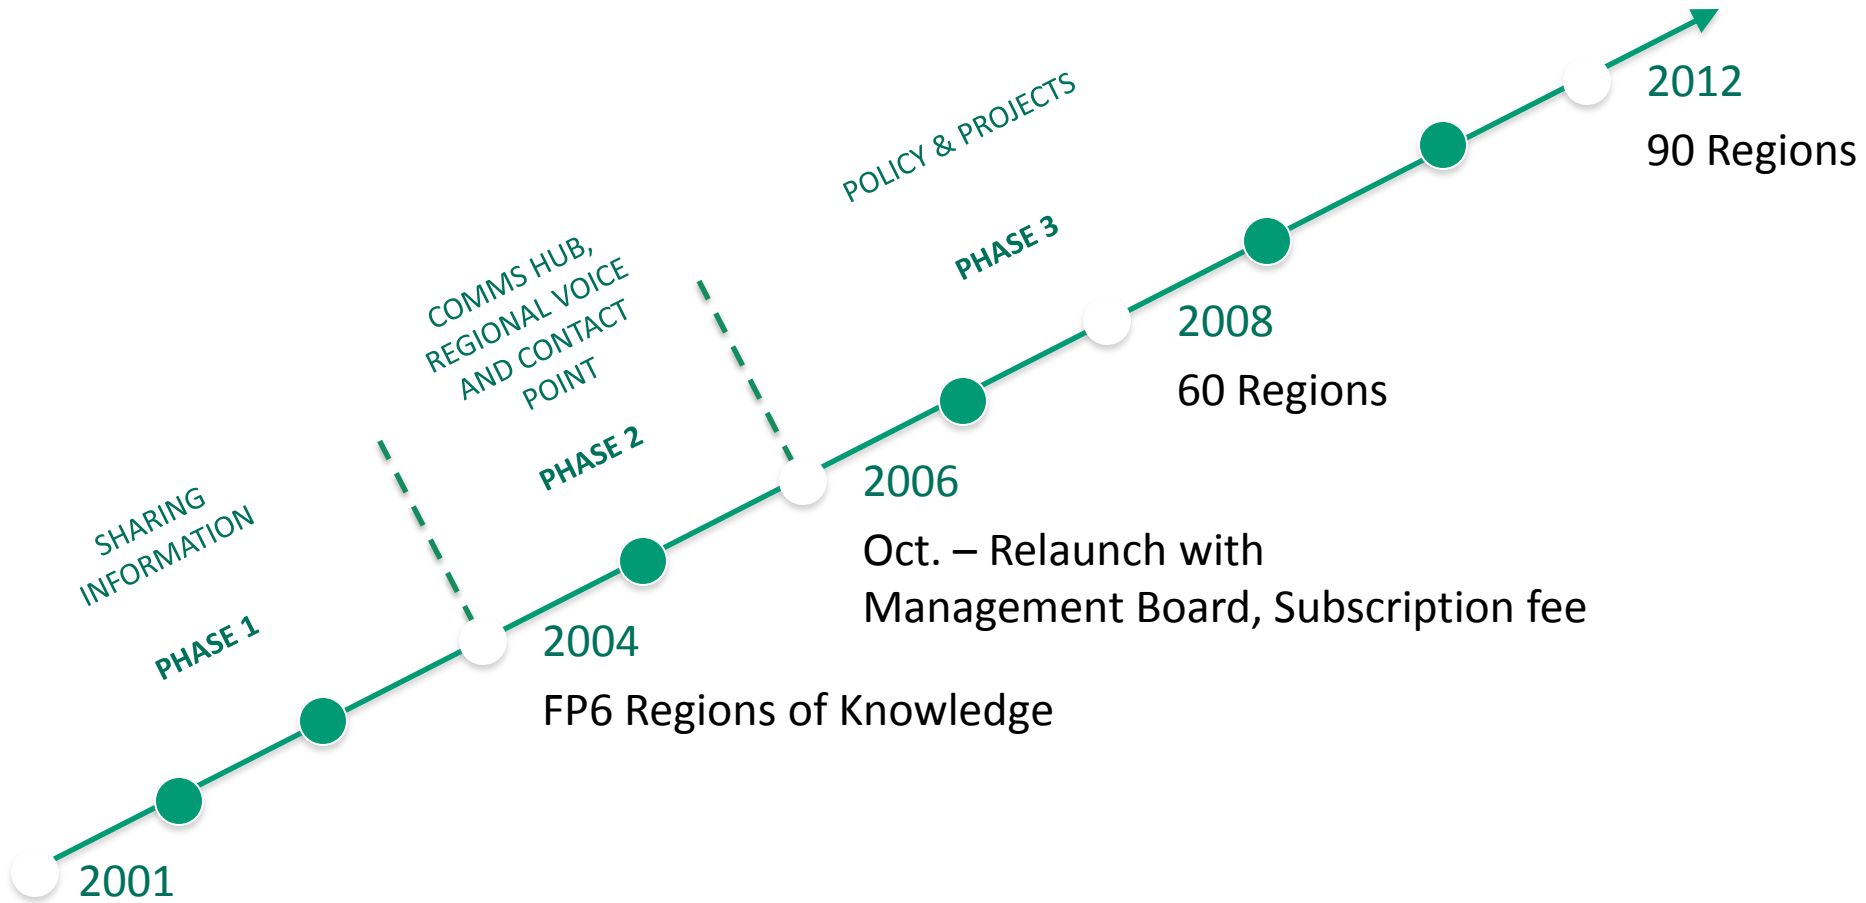 SHARING
INFORMATION
PHASE 1
COMMS HUB,
REGIONAL VOICE
AND CONTACT
POINT
PHASE 2
POLICY & PROJECTS
PHASE 3
2001
2004
FP6 Regions of Knowledge
2006
Oct. – Relaunch with
Management Board, Subscription fee
2008
60 Regions
2012
90 Regions